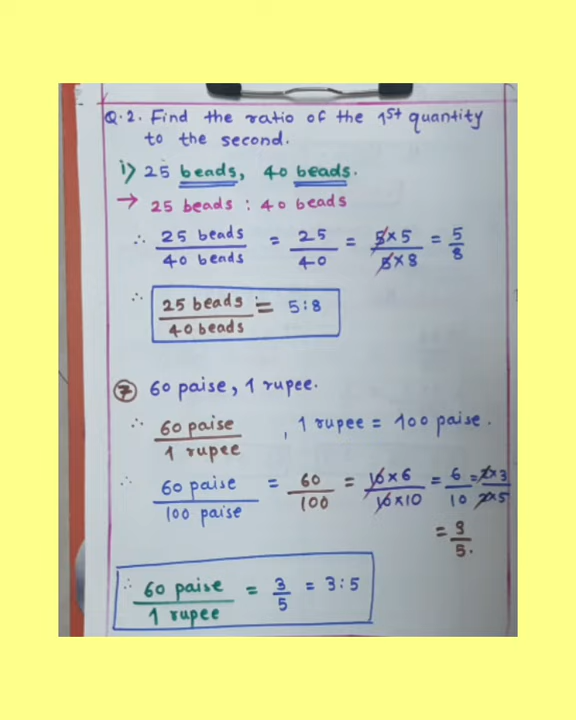 Q.2. Find the ratio of the 1st quantity
to the second.
i) 25 beads, 40 beads.
→ 25 beads : 40 beads
∴ 25 beads / 40 beads = 25 / 40 = 5×5 / 5×8 = 5 / 8
∴ 25 beads / 40 beads = 5:8
⑦ 60 paise, 1 rupee.
∴ 60 paise / 1 rupee , 1 rupee = 100 paise.
∴ 60 paise / 100 paise = 60 / 100 = 10×6 / 10×10 = 6 / 10 = 2×3 / 2×5
= 3 / 5.
∴ 60 paise / 1 rupee = 3 / 5 = 3:5